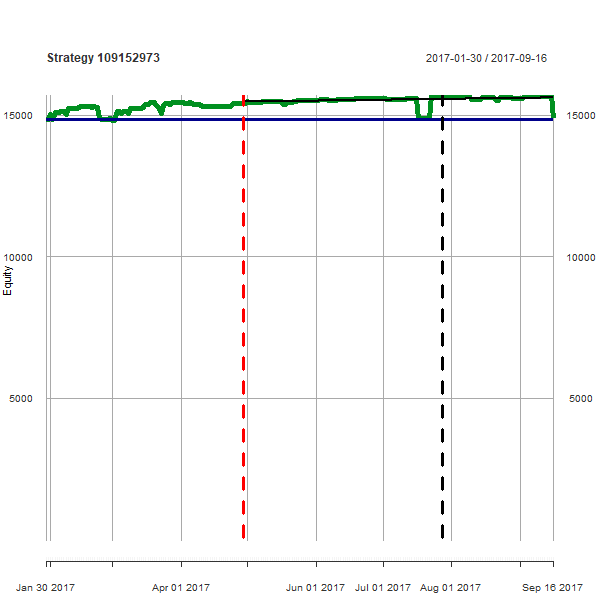 Strategy 109152973
2017-01-30 / 2017-09-16
15000
15000
10000
10000
Equity
5000
5000
Jan 30 2017
Apr 01 2017
Jun 01 2017
Jul 01 2017
Aug 01 2017
Sep 16 2017